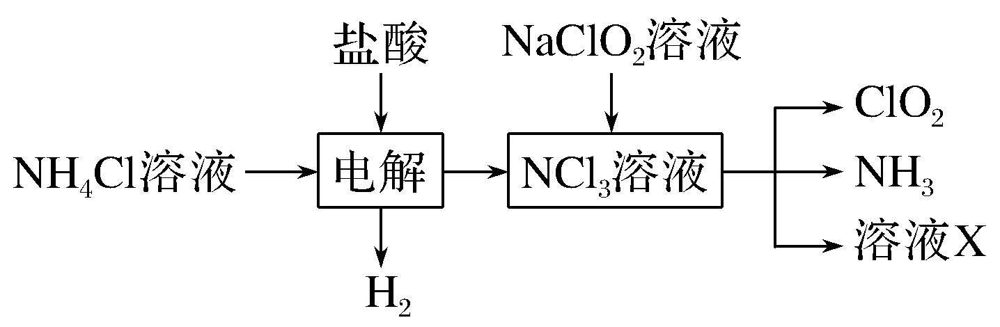 盐酸
NaClO₂溶液
NH₄Cl溶液
电解
NCl₃溶液
ClO₂
NH₃
溶液X
H₂